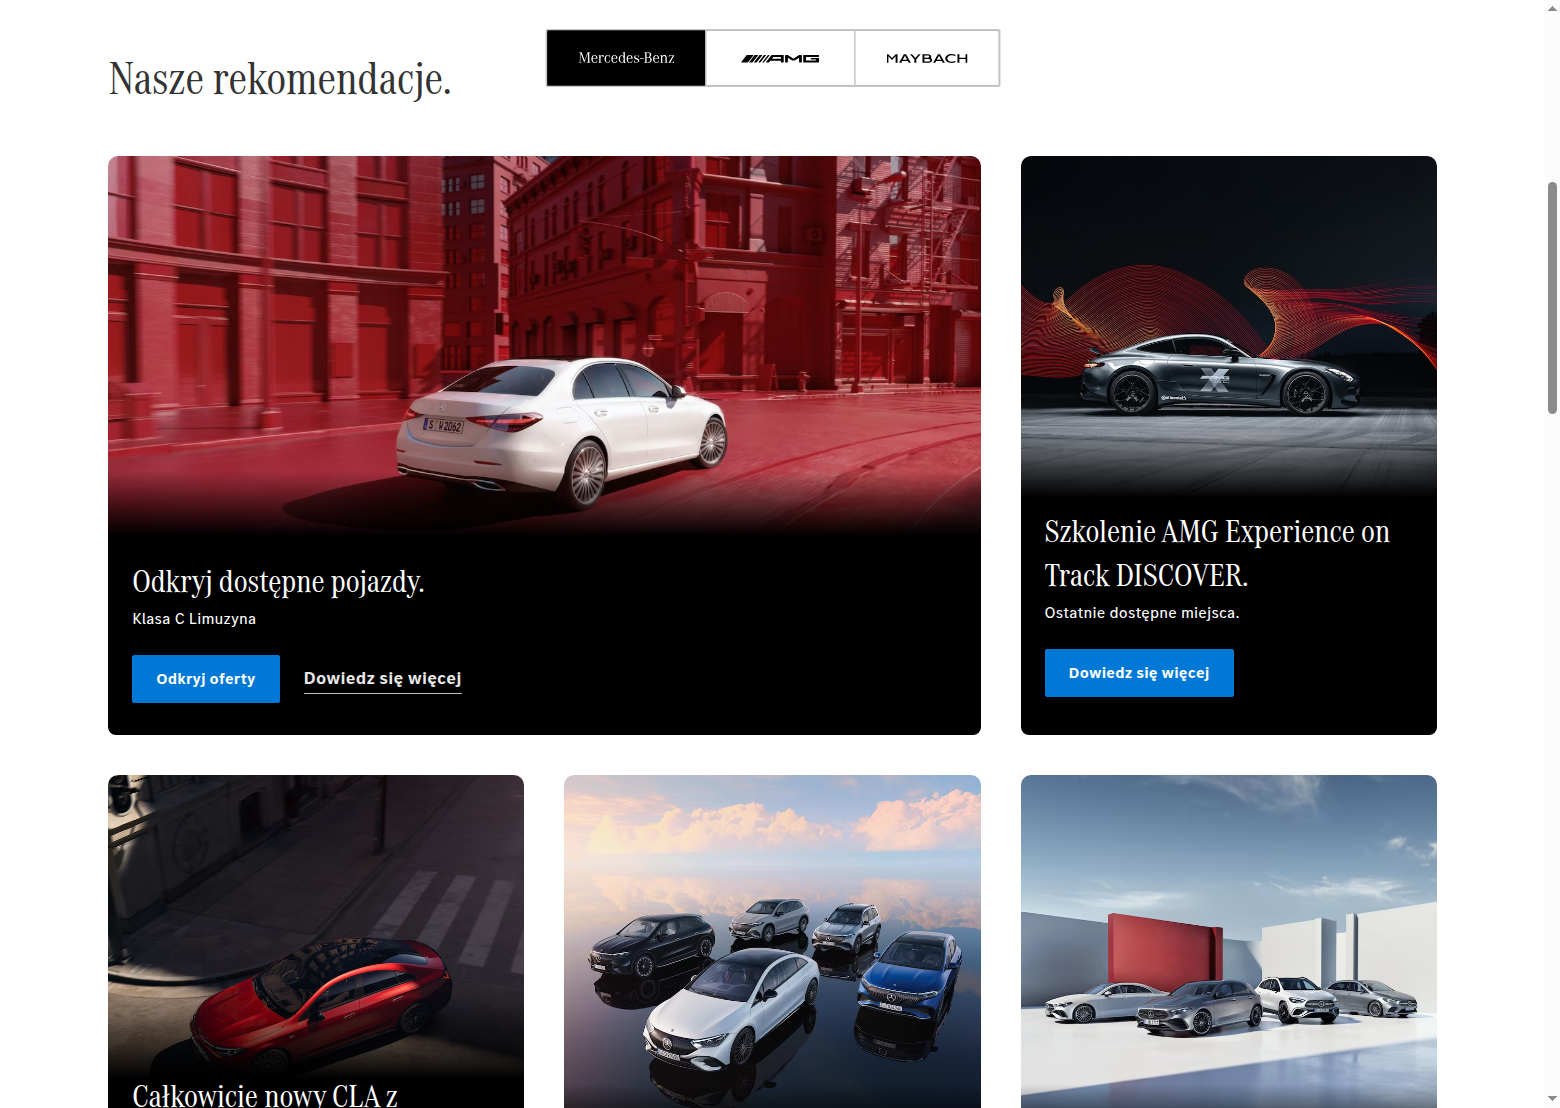 Nasze rekomendacje.
Mercedes-Benz
AMG
MAYBACH
S W 2062
Odkryj dostępne pojazdy.
Klasa C Limuzyna
Odkryj oferty
Dowiedz się więcej
Szkolenie AMG Experience on
Track DISCOVER.
Ostatnie dostępne miejsca.
Dowiedz się więcej
Całkowicie nowy CLA z